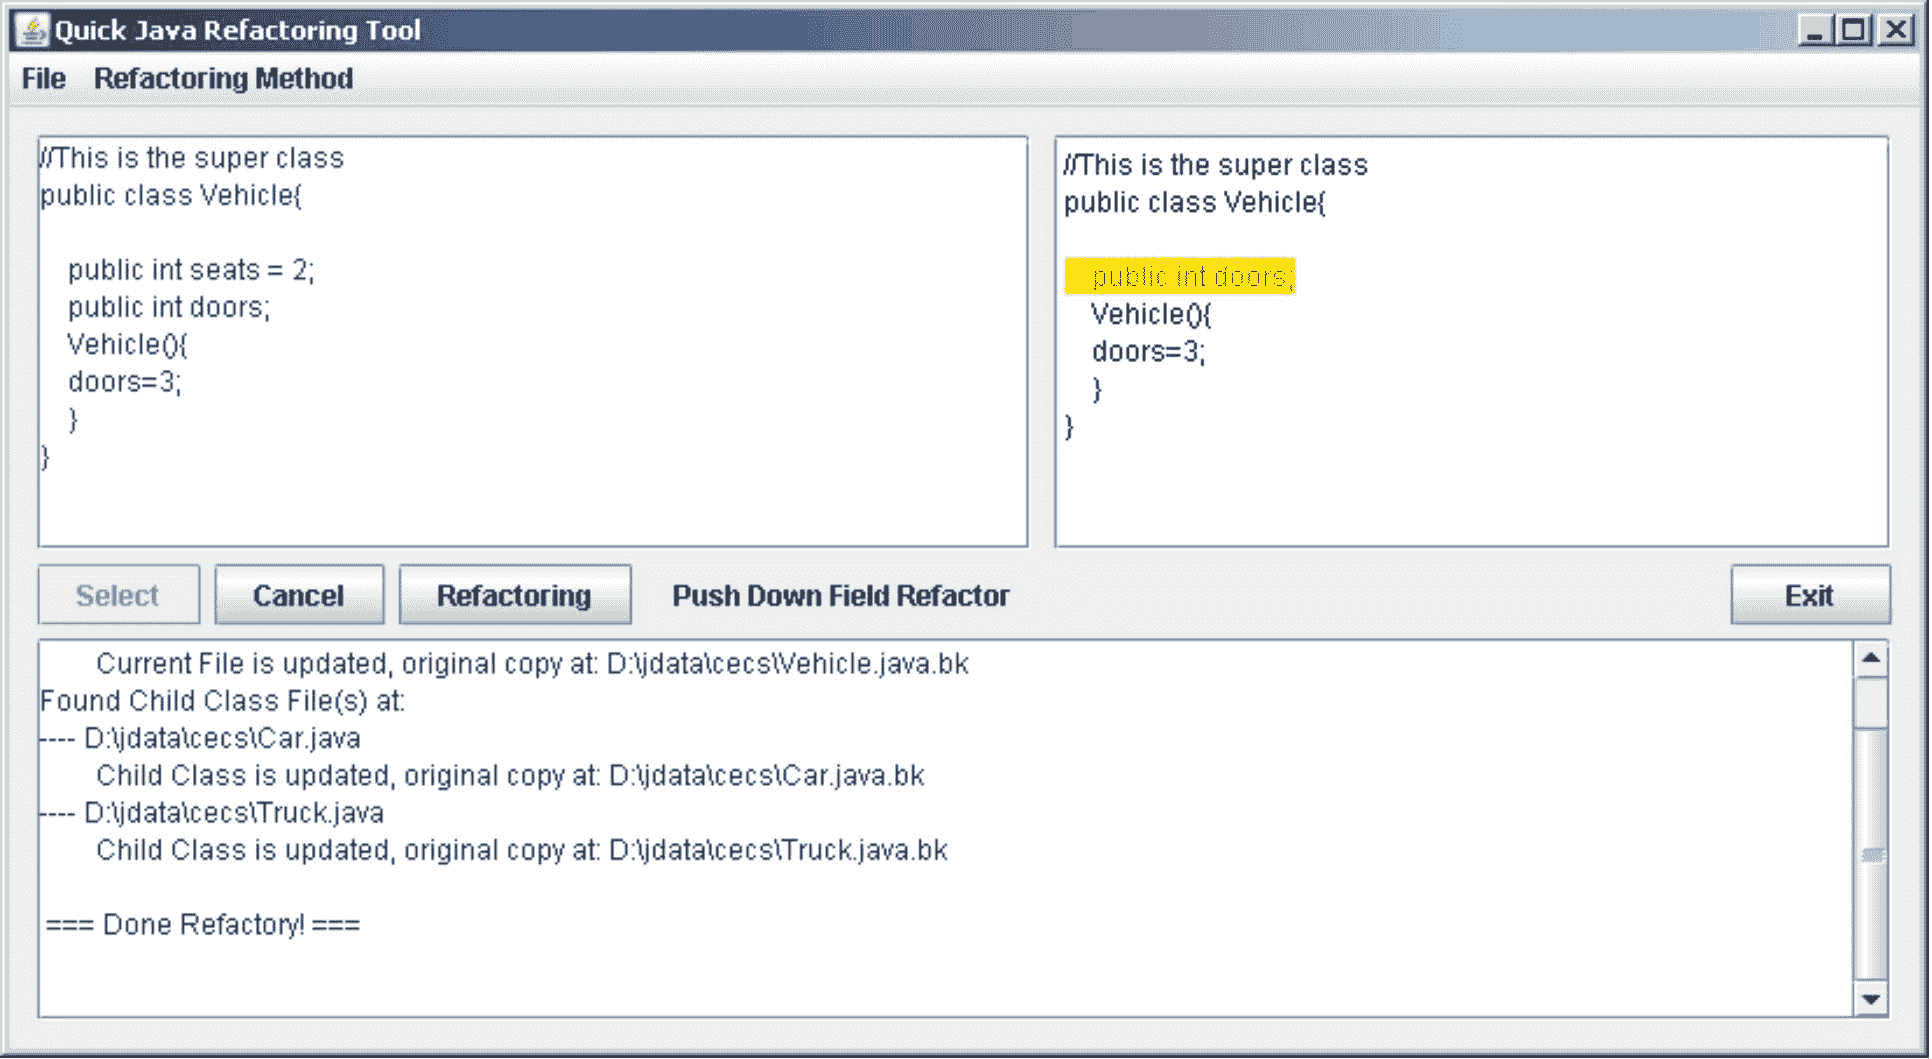 Quick Java Refactoring Tool
File Refactoring Method
//This is the super class
public class Vehicle{
public int seats = 2;
public int doors;
Vehicle(){
doors=3;
}
}
//This is the super class
public class Vehicle{
public int doors;
Vehicle(){
doors=3;
}
}
Select Cancel Refactoring Push Down Field Refactor Exit
Current File is updated, original copy at: D:\jdata\cecs\Vehicle.java.bk
Found Child Class File(s) at:
---- D:\jdata\cecs\Car.java
Child Class is updated, original copy at: D:\jdata\cecs\Car.java.bk
---- D:\jdata\cecs\Truck.java
Child Class is updated, original copy at: D:\jdata\cecs\Truck.java.bk
=== Done Refactory! ===